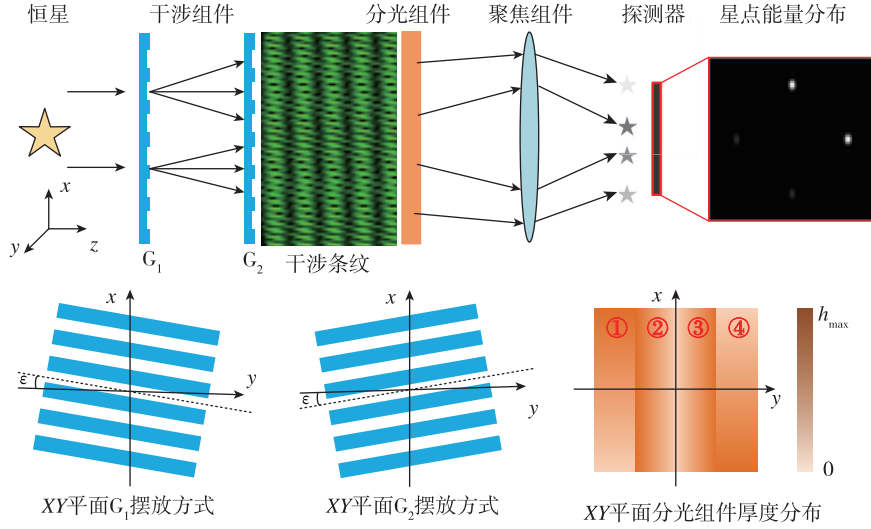 恒星 干涉组件 分光组件 聚焦组件 探测器 星点能量分布
x
y z
G₁ G₂ 干涉条纹
x x x
① ② ③ ④ hmax
ε y ε y y
0
XY平面G₁摆放方式 XY平面G₂摆放方式 XY平面分光组件厚度分布